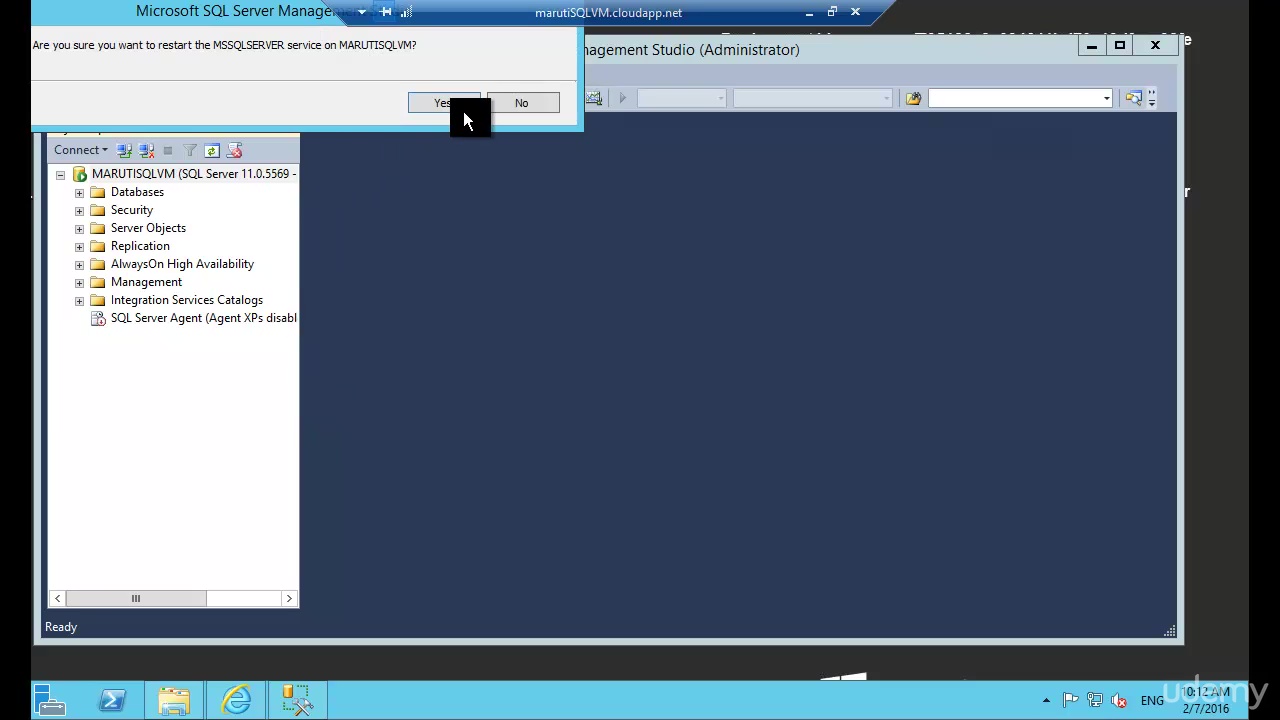 Microsoft SQL Server Manage
marutiSQLVM.cloudapp.net
Are you sure you want to restart the MSSQLSERVER service on MARUTISQLVM?
nagement Studio (Administrator)
Yes
No
Connect
MARUTISQLVM (SQL Server 11.0.5569 -
Databases
Security
Server Objects
Replication
AlwaysOn High Availability
Management
Integration Services Catalogs
SQL Server Agent (Agent XPs disabl
Ready
ENG
10:12 AM
2/7/2016
udemy